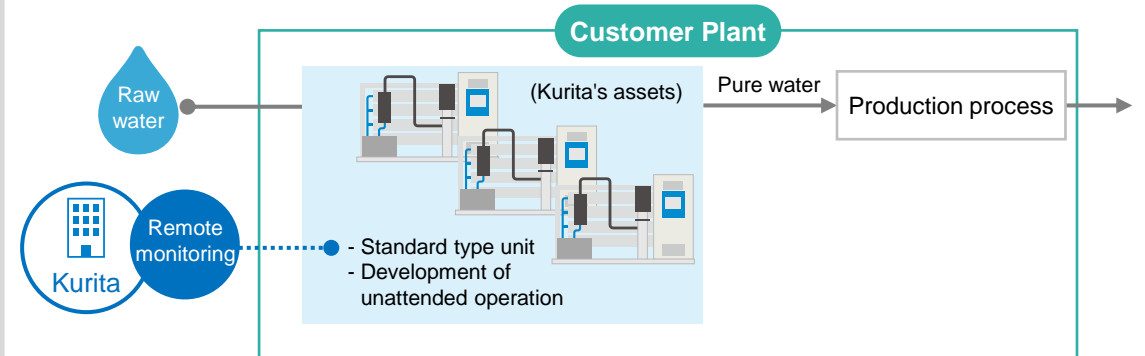 Customer Plant
Raw
water
(Kurita's assets)
Pure water
Production process
Kurita
Remote
monitoring
- Standard type unit
- Development of
unattended operation